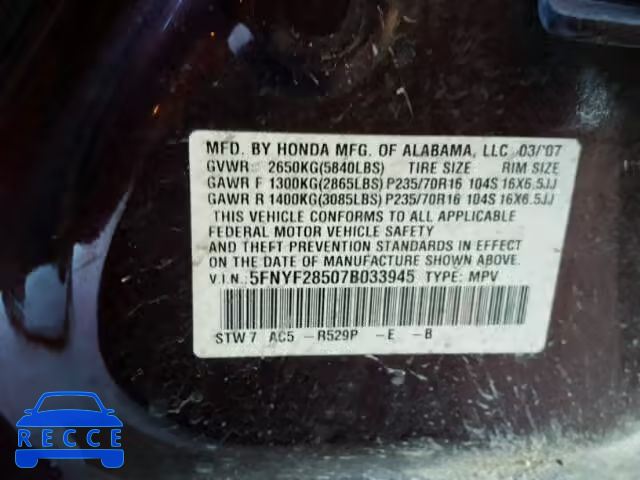 MFD. BY HONDA MFG. OF ALABAMA, LLC 03/'07
GVWR 2650KG(5840LBS) TIRE SIZE RIM SIZE
GAWR F 1300KG(2865LBS) P235/70R16 104S 16X6.5JJ
GAWR R 1400KG(3085LBS) P235/70R16 104S 16X6.5JJ
THIS VEHICLE CONFORMS TO ALL APPLICABLE
FEDERAL MOTOR VEHICLE SAFETY
AND THEFT PREVENTION STANDARDS IN EFFECT
ON THE DATE OF MANUFACTURE SHOWN ABOVE.
V.I.N.: 5FNYF28507B033945 TYPE: MPV
STW7 AC5 -R529P -E -B
RECCE